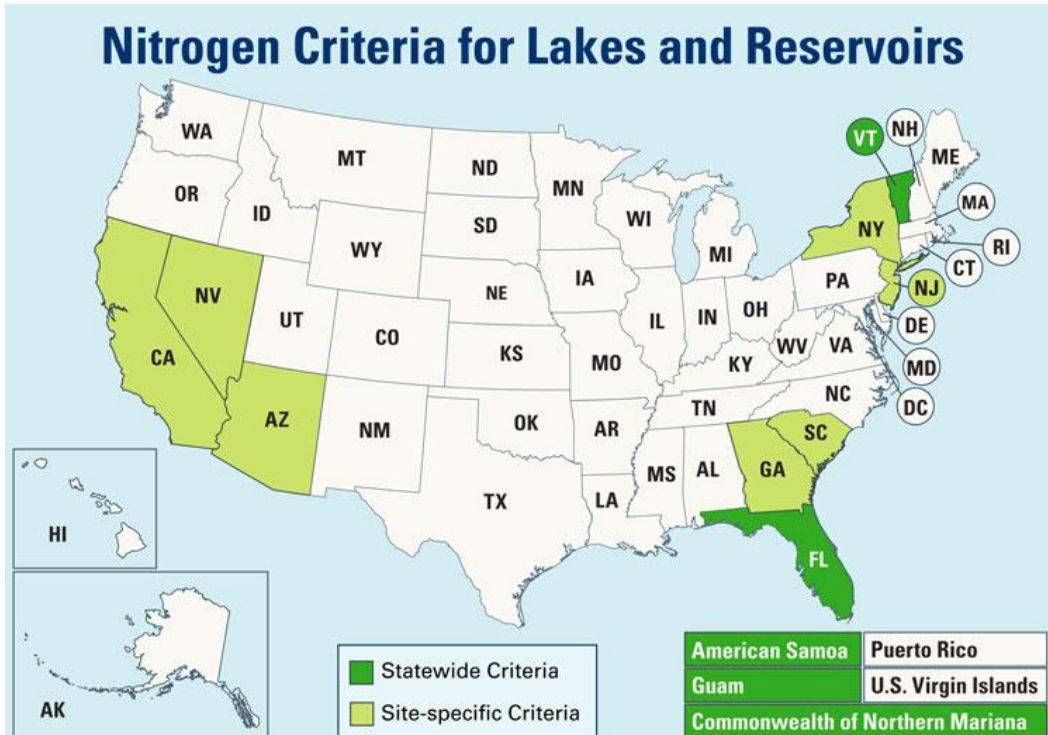 Nitrogen Criteria for Lakes and Reservoirs
WA
MT
ND
MN
VT
NH
ME
OR
ID
SD
WI
MI
NY
MA
RI
CT
WY
IA
PA
NJ
NV
NE
IL
IN
OH
DE
UT
CO
KS
MO
WV
VA
MD
CA
KY
DC
AZ
NM
OK
AR
TN
NC
SC
TX
LA
MS
AL
GA
HI
FL
AK
Statewide Criteria
Site-specific Criteria
American Samoa Puerto Rico
Guam U.S. Virgin Islands
Commonwealth of Northern Mariana